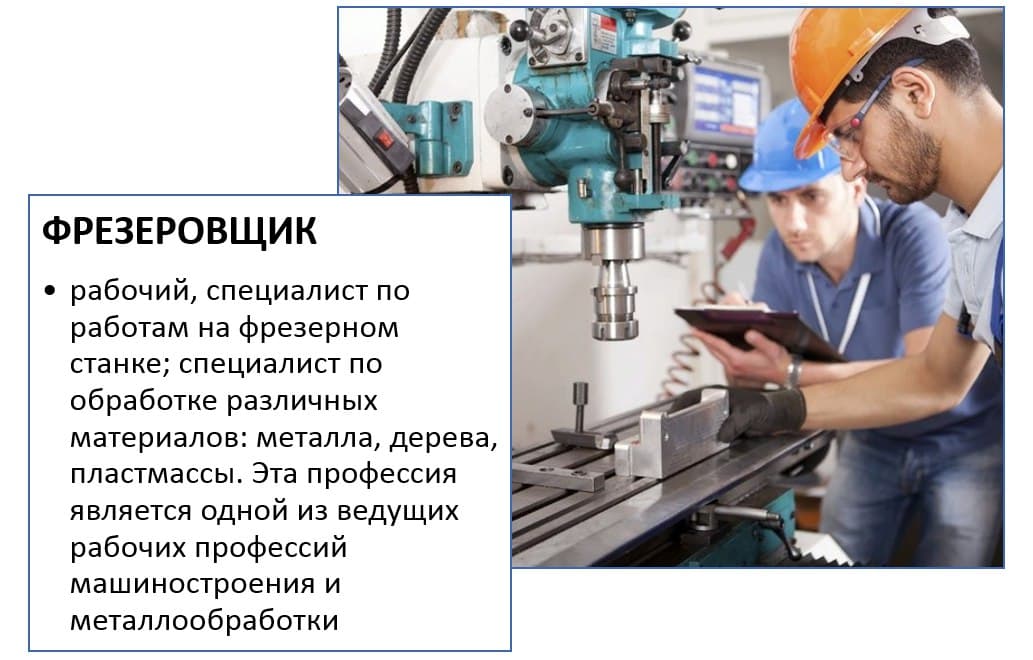 ФРЕЗЕРОВЩИК
• рабочий, специалист по
работам на фрезерном
станке; специалист по
обработке различных
материалов: металла, дерева,
пластмассы. Эта профессия
является одной из ведущих
рабочих профессий
машиностроения и
металлообработки